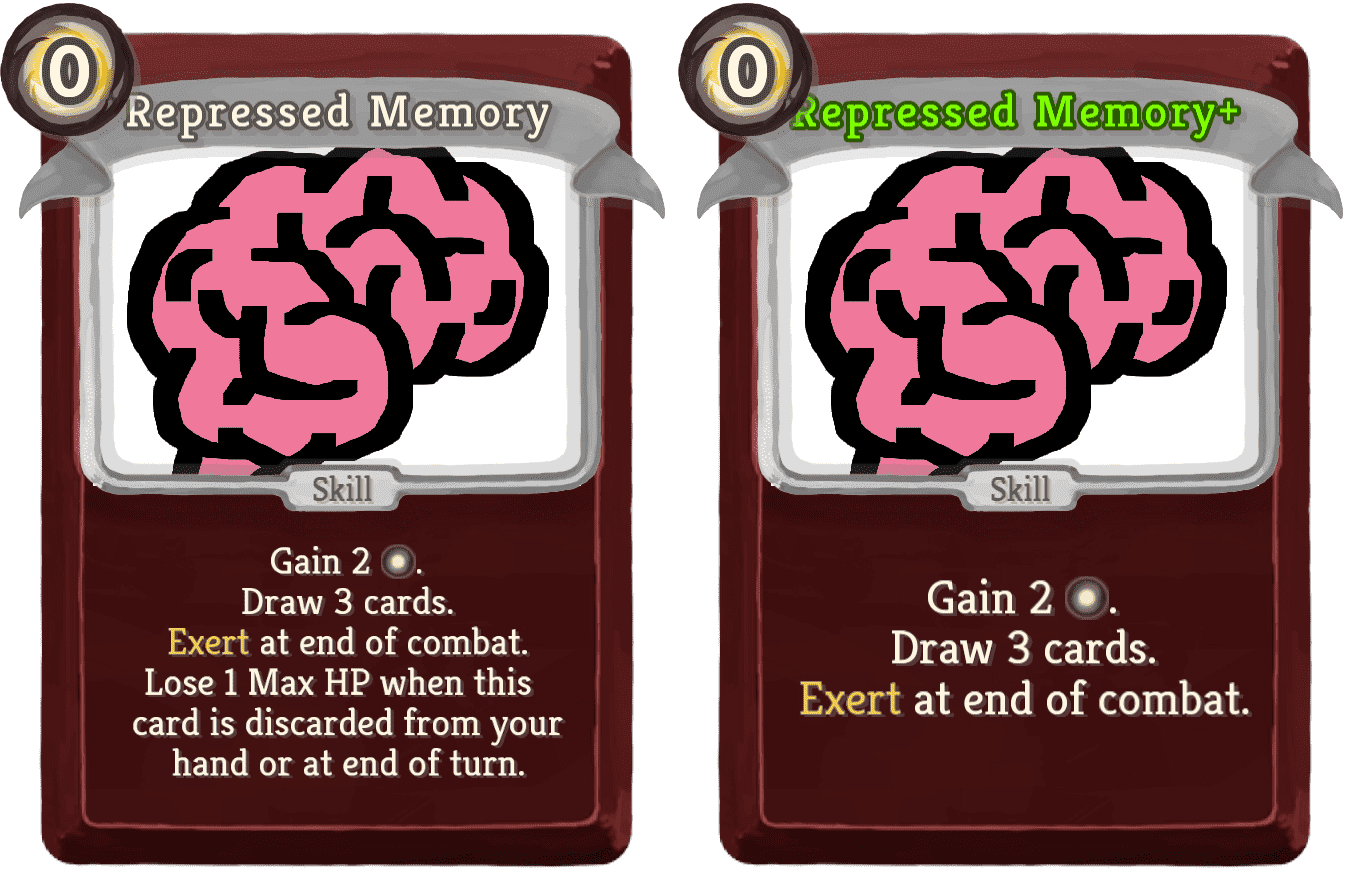 0
Repressed Memory
Skill
Gain 2 .
Draw 3 cards.
Exert at end of combat.
Lose 1 Max HP when this
card is discarded from your
hand or at end of turn.
0
Repressed Memory+
Skill
Gain 2 .
Draw 3 cards.
Exert at end of combat.